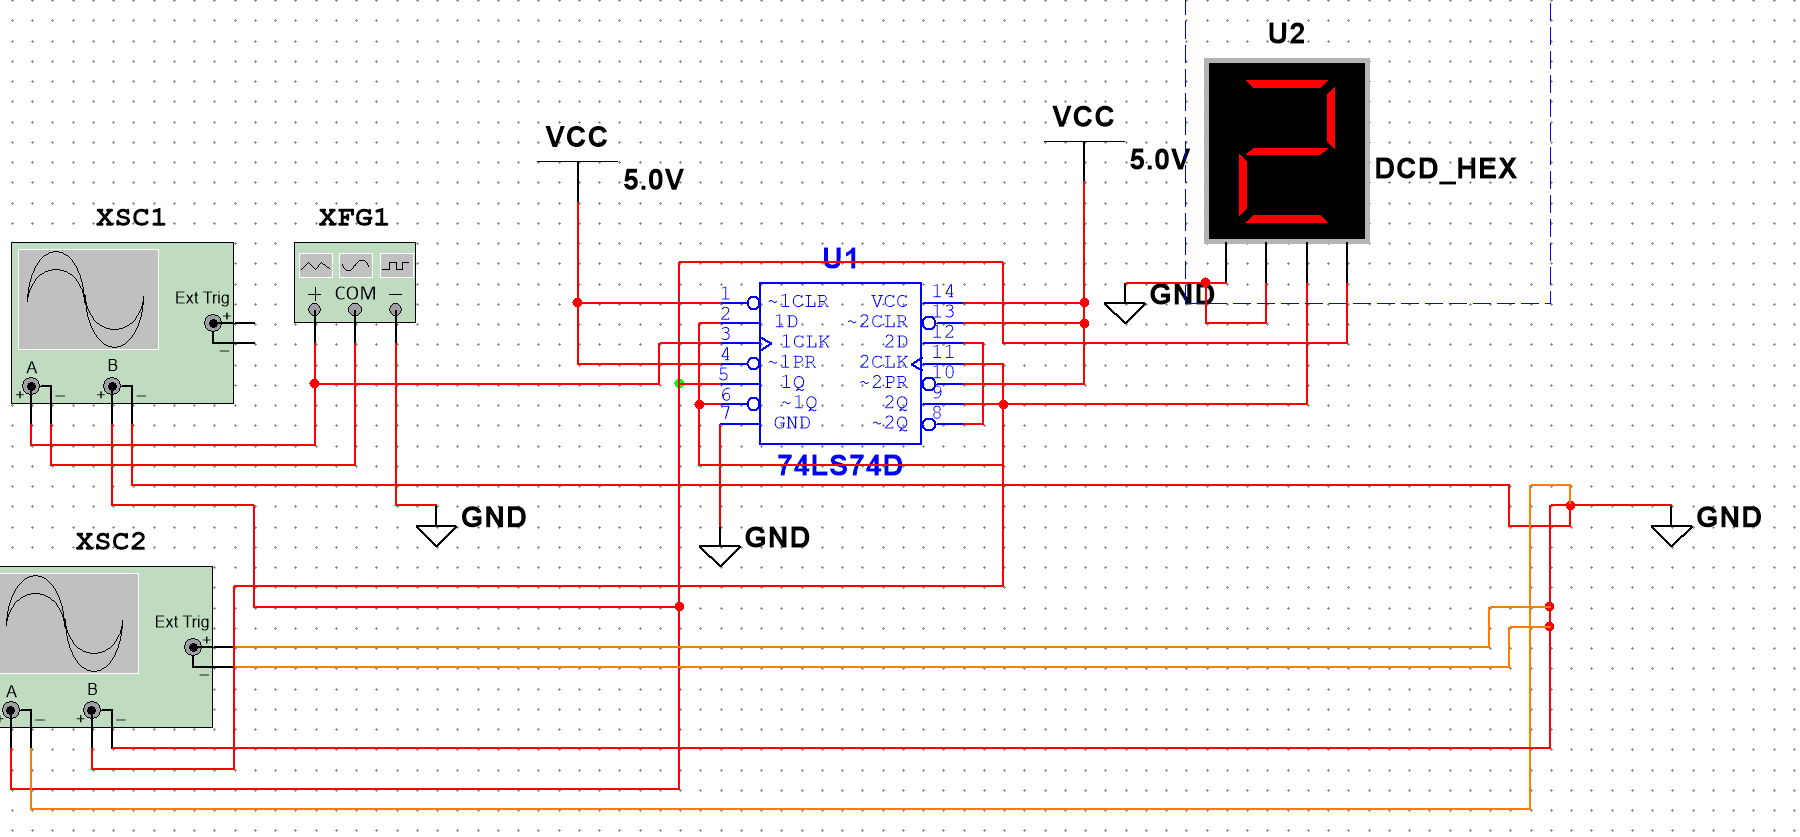 U2
VCC
5.0V
DCD_HEX
VCC
5.0V
XSC1
XFG1
Ext Trig
+
−
A
B
+
−
+
−
+
COM
−
U1
GND
1
~1CLR
VCC
14
2
1D
~2CLR
13
3
1CLK
2D
12
4
~1PR
2CLK
11
5
1Q
~2PR
10
6
~1Q
2Q
9
7
GND
~2Q
8
74LS74D
GND
GND
GND
XSC2
Ext Trig
+
−
A
B
+
−
+
−